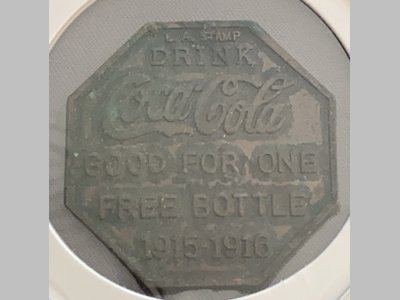 L.A. STAMP
DRINK
Coca-Cola
GOOD FOR ONE
FREE BOTTLE
1915-1916